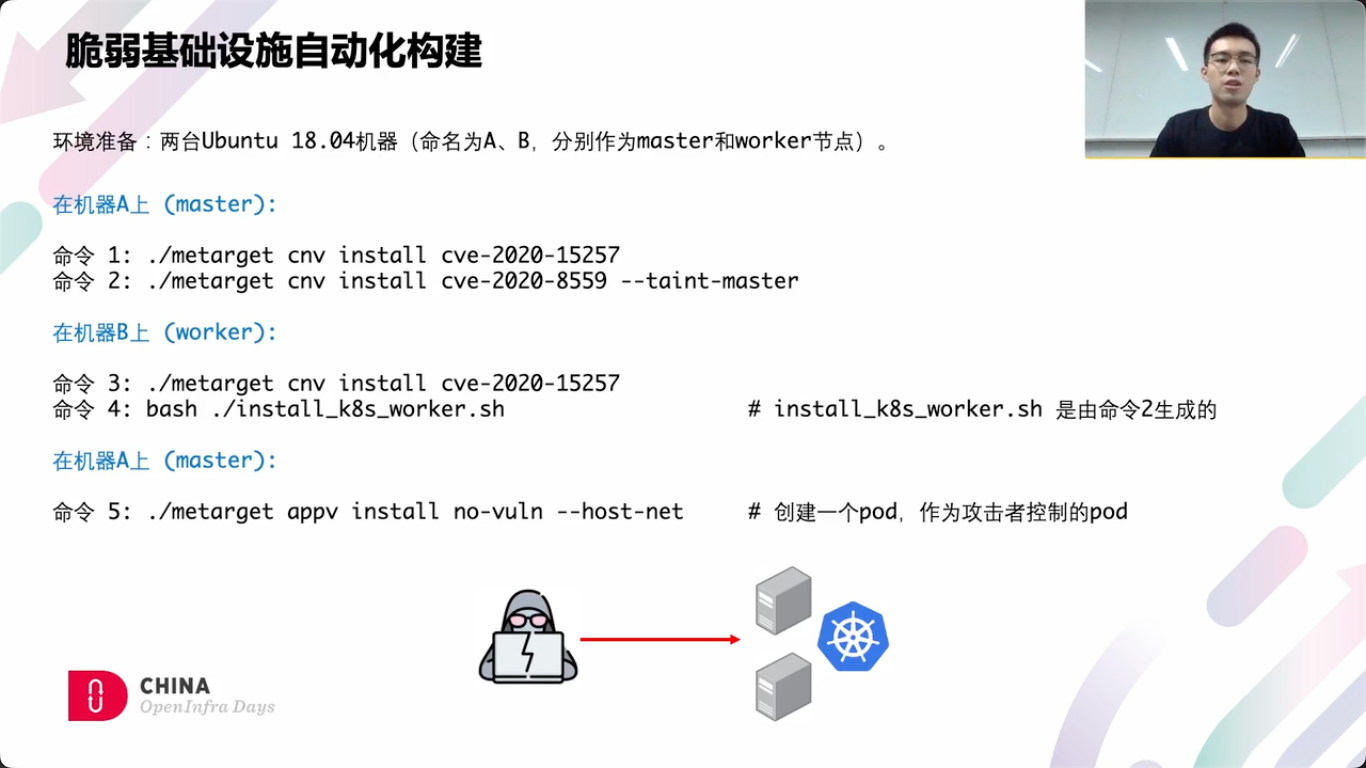 脆弱基础设施自动化构建
环境准备：两台Ubuntu 18.04机器（命名为A、B，分别作为master和worker节点）。
在机器A上 (master):
命令 1: ./metarget cnv install cve-2020-15257
命令 2: ./metarget cnv install cve-2020-8559 --taint-master
在机器B上 (worker):
命令 3: ./metarget cnv install cve-2020-15257
命令 4: bash ./install_k8s_worker.sh # install_k8s_worker.sh 是由命令2生成的
在机器A上 (master):
命令 5: ./metarget appv install no-vuln --host-net # 创建一个pod，作为攻击者控制的pod
CHINA
OpenInfra Days